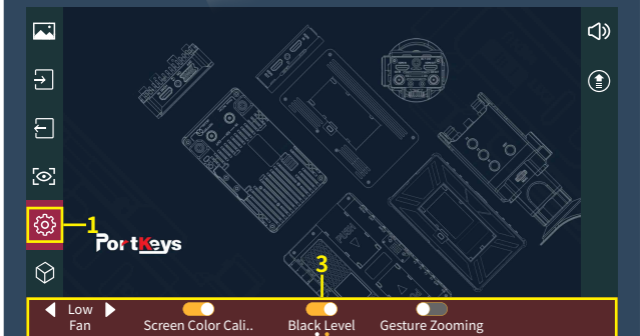 1
PortKeys
3
Low
Fan
Screen Color Cali..
Black Level
Gesture Zooming